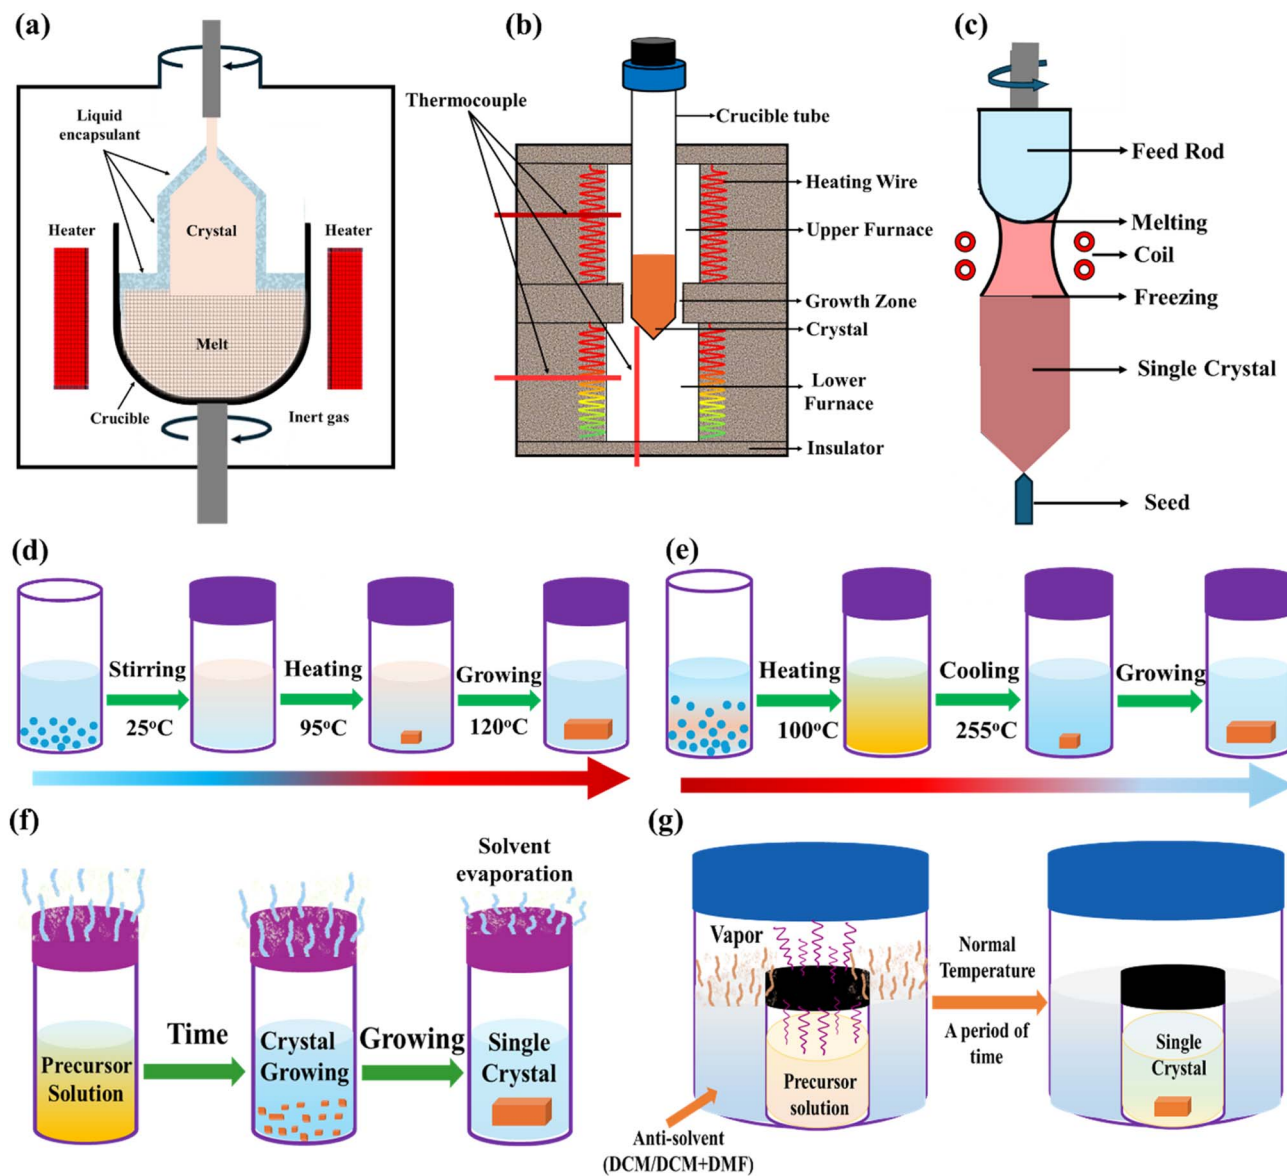 (a)
Liquid
encapsulant
Heater
Crystal
Heater
Melt
Crucible
Inert gas
(b)
Thermocouple
Crucible tube
Heating Wire
Upper Furnace
Growth Zone
Crystal
Lower
Furnace
Insulator
(c)
Feed Rod
Melting
Coil
Freezing
Single Crystal
Seed
(d)
Stirring
25°C
Heating
95°C
Growing
120°C
(e)
Heating
100°C
Cooling
255°C
Growing
(f)
Solvent
evaporation
Precursor
Solution
Time
Crystal
Growing
Growing
Single
Crystal
(g)
Vapor
Precursor
solution
Anti-solvent
(DCM/DCM+DMF)
Normal
Temperature
A period of
time
Single
Crystal